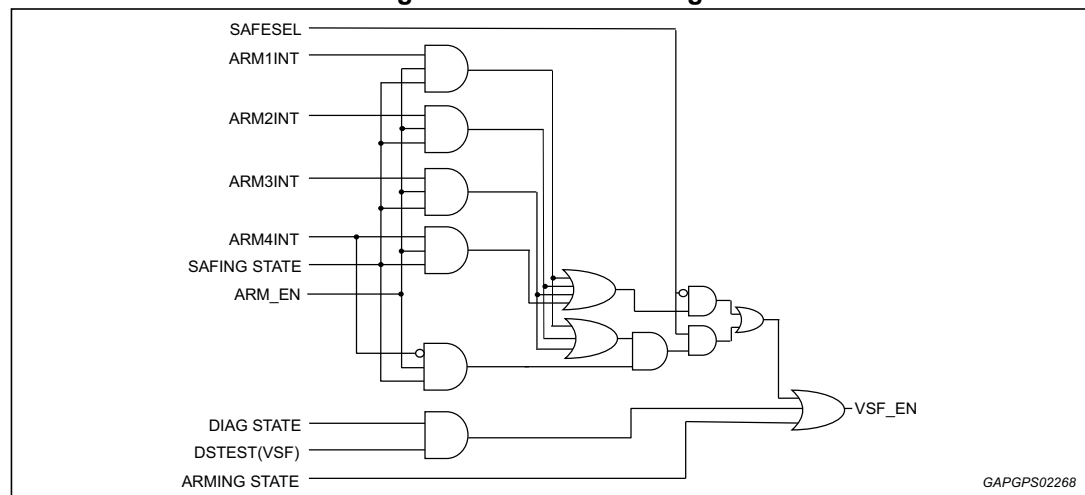 SAFESEL
ARM1INT
ARM2INT
ARM3INT
ARM4INT
SAFING STATE
ARM_EN
VSF_EN
DIAG STATE
DSTEST(VSF)
ARMING STATE
GAPGPS02268